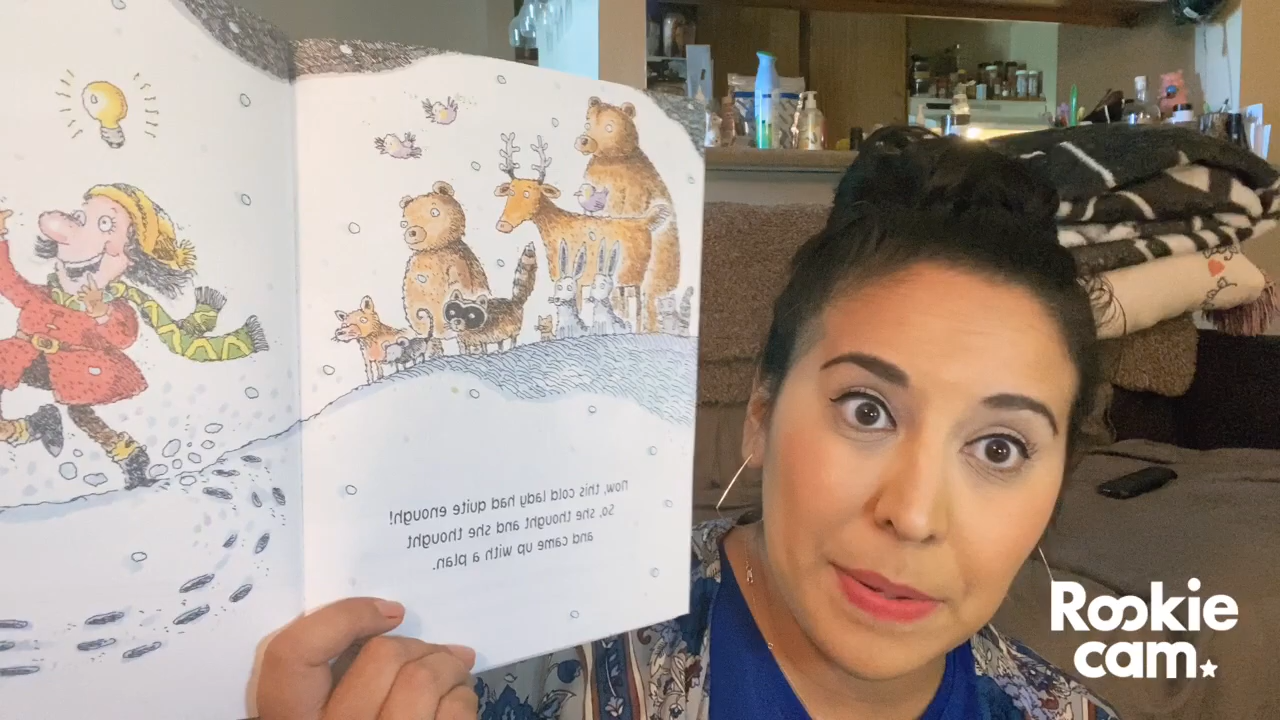 Now, this cold lady had quite enough!
So, she thought and she thought
and came up with a plan.
Rookie
cam.